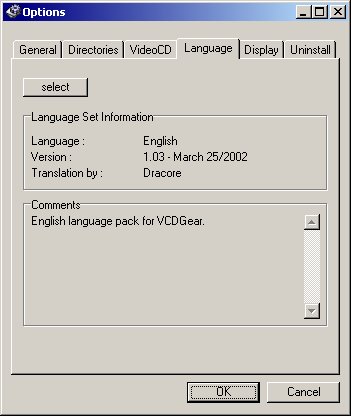 Options
General Directories VideoCD Language Display Uninstall
select
Language Set Information
Language : English
Version : 1.03 - March 25/2002
Translation by : Dracore
Comments
English language pack for VCDGear.
OK Cancel